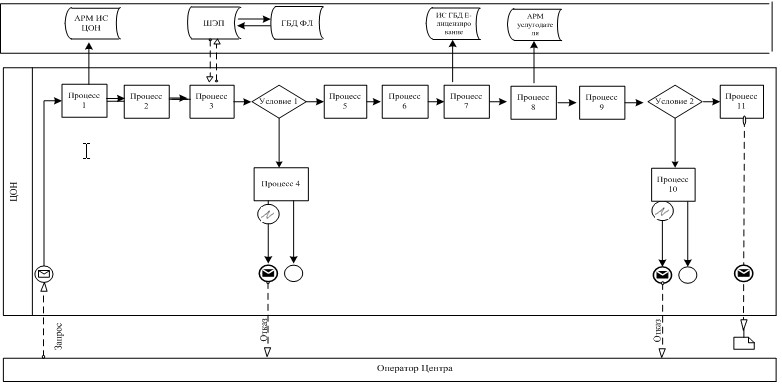 АРМ ИС
ЦОН
ШЭП
ГБД ФЛ
ИС ГБД Е-
лицензиро
вание
АРМ
услугодате
ля
ЦОН
Процесс
1
Процесс
2
Процесс
3
Условие 1
Процесс
5
Процесс
6
Процесс
7
Процесс
8
Процесс
9
Условие 2
Процесс
11
Процесс 4
Процесс
10
Запрос
Отказ
Отказ
Оператор Центра